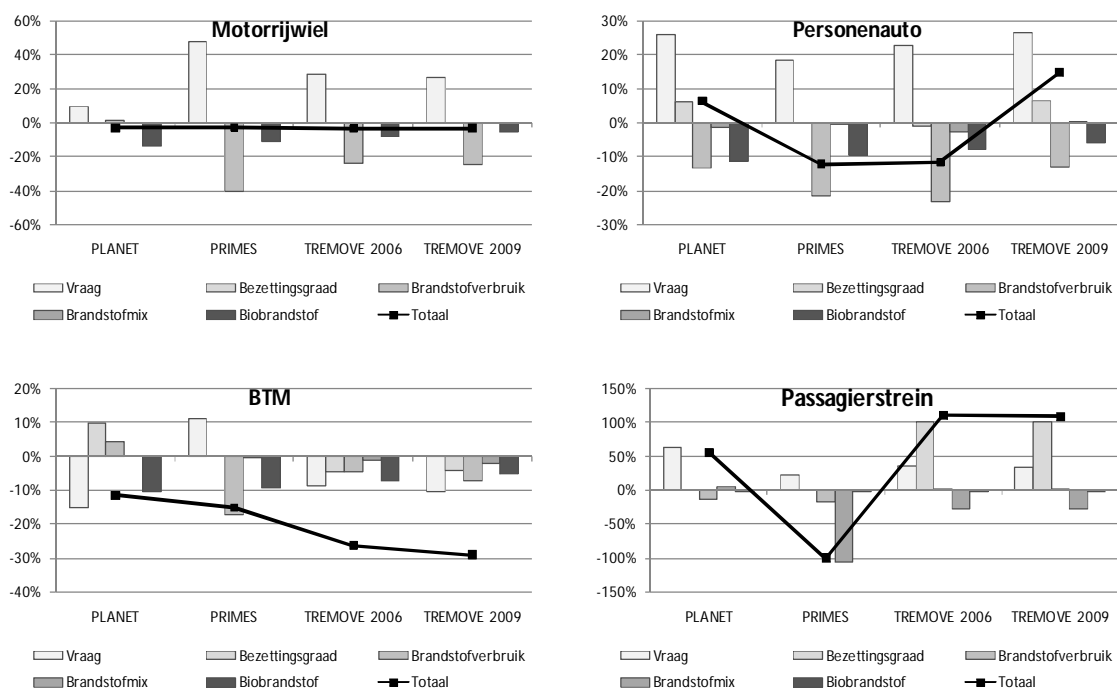 Motorrijwiel
60%
40%
20%
0%
-20%
-40%
-60%
PLANET PRIMES TREMOVE 2006 TREMOVE 2009
Vraag Bezettingsgraad Brandstofverbruik
Brandstofmix Biobrandstof Totaal
Personenauto
30%
20%
10%
0%
-10%
-20%
-30%
PLANET PRIMES TREMOVE 2006 TREMOVE 2009
Vraag Bezettingsgraad Brandstofverbruik
Brandstofmix Biobrandstof Totaal
BTM
20%
10%
0%
-10%
-20%
-30%
-40%
PLANET PRIMES TREMOVE 2006 TREMOVE 2009
Vraag Bezettingsgraad Brandstofverbruik
Brandstofmix Biobrandstof Totaal
Passagierstrein
150%
100%
50%
0%
-50%
-100%
-150%
PLANET PRIMES TREMOVE 2006 TREMOVE 2009
Vraag Bezettingsgraad Brandstofverbruik
Brandstofmix Biobrandstof Totaal